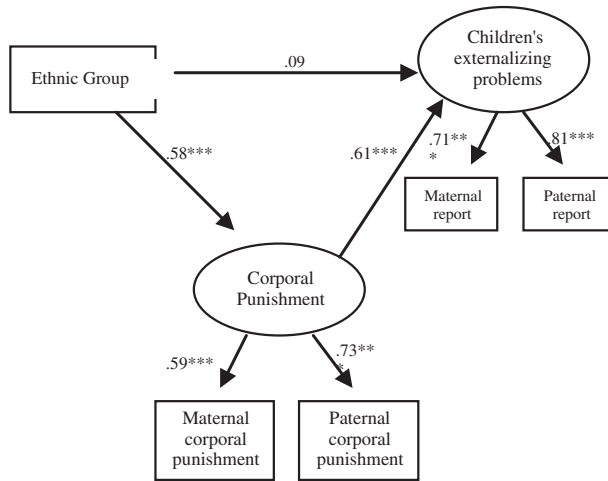 Children's
externalizing
problems
Ethnic Group
.09
.58***
.61***
.71**
*
.81***
Maternal
report
Paternal
report
Corporal
Punishment
.59***
.73**
*
Maternal
corporal
punishment
Paternal
corporal
punishment